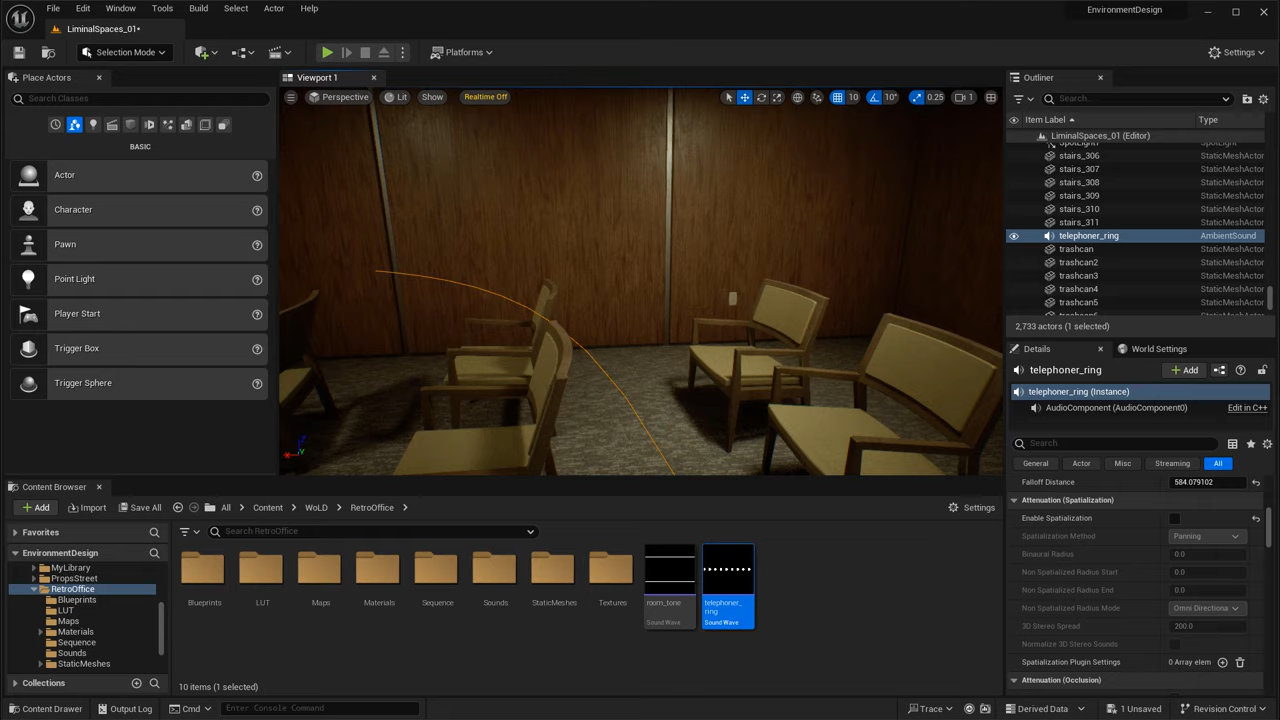 File Edit Window Tools Build Select Actor Help
EnvironmentDesign
LiminalSpaces_01•
Selection Mode
Platforms
Settings
Place Actors
Search Classes
BASIC
Actor
Character
Pawn
Point Light
Player Start
Trigger Box
Trigger Sphere
Viewport 1
Perspective Lit Show Realtime Off
10 10° 0.25 1
Outliner
Search...
Item Label Type
LiminalSpaces_01 (Editor)
stairs_306 StaticMeshActor
stairs_307 StaticMeshActor
stairs_308 StaticMeshActor
stairs_309 StaticMeshActor
stairs_310 StaticMeshActor
stairs_311 StaticMeshActor
telephoner_ring AmbientSound
trashcan StaticMeshActor
trashcan2 StaticMeshActor
trashcan3 StaticMeshActor
trashcan4 StaticMeshActor
trashcan5 StaticMeshActor
2,733 actors (1 selected)
Details
World Settings
telephoner_ring
Add
telephoner_ring (Instance)
AudioComponent (AudioComponent0) Edit in C++
Search
General Actor Misc Streaming All
Falloff Distance 584.079102
Attenuation (Spatialization)
Enable Spatialization
Spatialization Method Panning
Binaural Radius 0.0
Non Spatialized Radius Start 0.0
Non Spatialized Radius End 0.0
Non Spatialized Radius Mode Omni Directiona
3D Stereo Spread 200.0
Normalize 3D Stereo Sounds
Spatialization Plugin Settings 0 Array elem
Attenuation (Occlusion)
Content Browser
Add Import Save All All Content WoLD RetroOffice Settings
Favorites
EnvironmentDesign
MyLibrary
PropsStreet
RetroOffice
Blueprints
LUT
Maps
Materials
Sequence
Sounds
StaticMeshes
Collections
Search RetroOffice
Blueprints LUT Maps Materials Sequence Sounds StaticMeshes Textures
room_tone
Sound Wave
telephoner_
ring
Sound Wave
10 items (1 selected)
Content Drawer Output Log Cmd Enter Console Command Trace Derived Data 1 Unsaved Revision Control